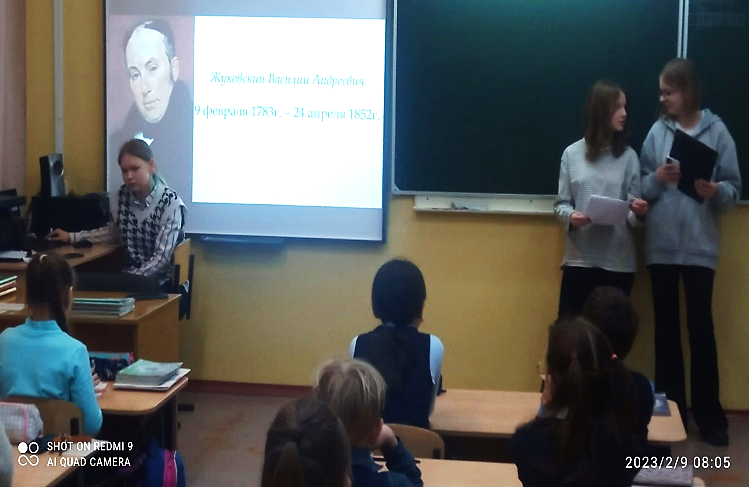 Жуковский Василий Андреевич
9 февраля 1783г. – 24 апреля 1852г.
SHOT ON REDMI 9
AI QUAD CAMERA
2023/2/9 08:05